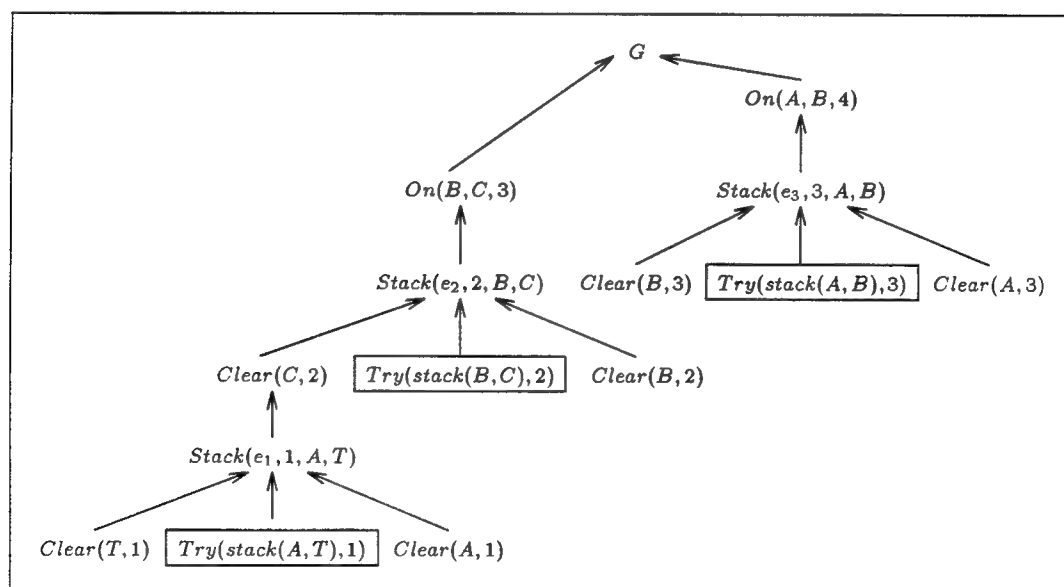 G
On(A, B, 4)
On(B, C, 3)
Stack(e₃, 3, A, B)
Stack(e₂, 2, B, C)
Clear(B, 3)
Try(stack(A, B), 3)
Clear(A, 3)
Clear(C, 2)
Try(stack(B, C), 2)
Clear(B, 2)
Stack(e₁, 1, A, T)
Clear(T, 1)
Try(stack(A, T), 1)
Clear(A, 1)